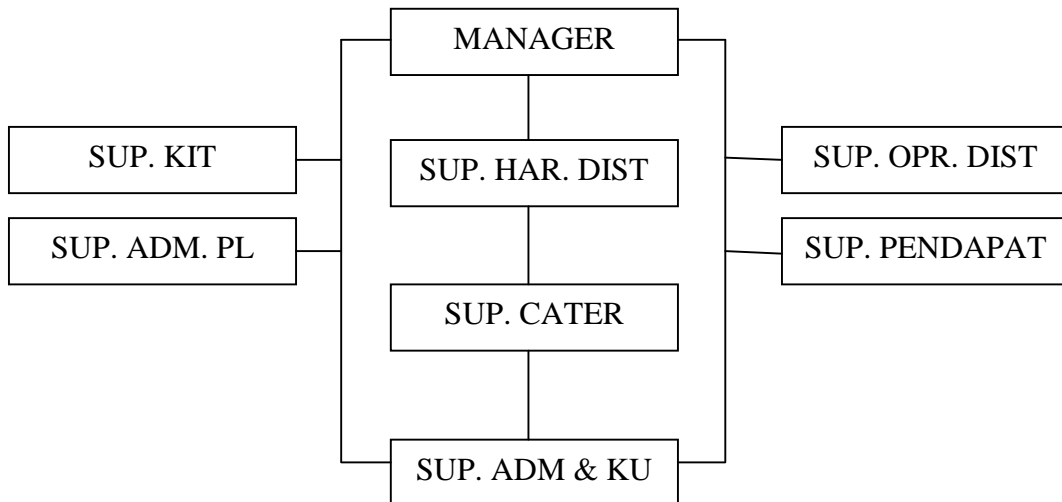 MANAGER
SUP. KIT
SUP. HAR. DIST
SUP. OPR. DIST
SUP. ADM. PL
SUP. PENDAPAT
SUP. CATER
SUP. ADM & KU